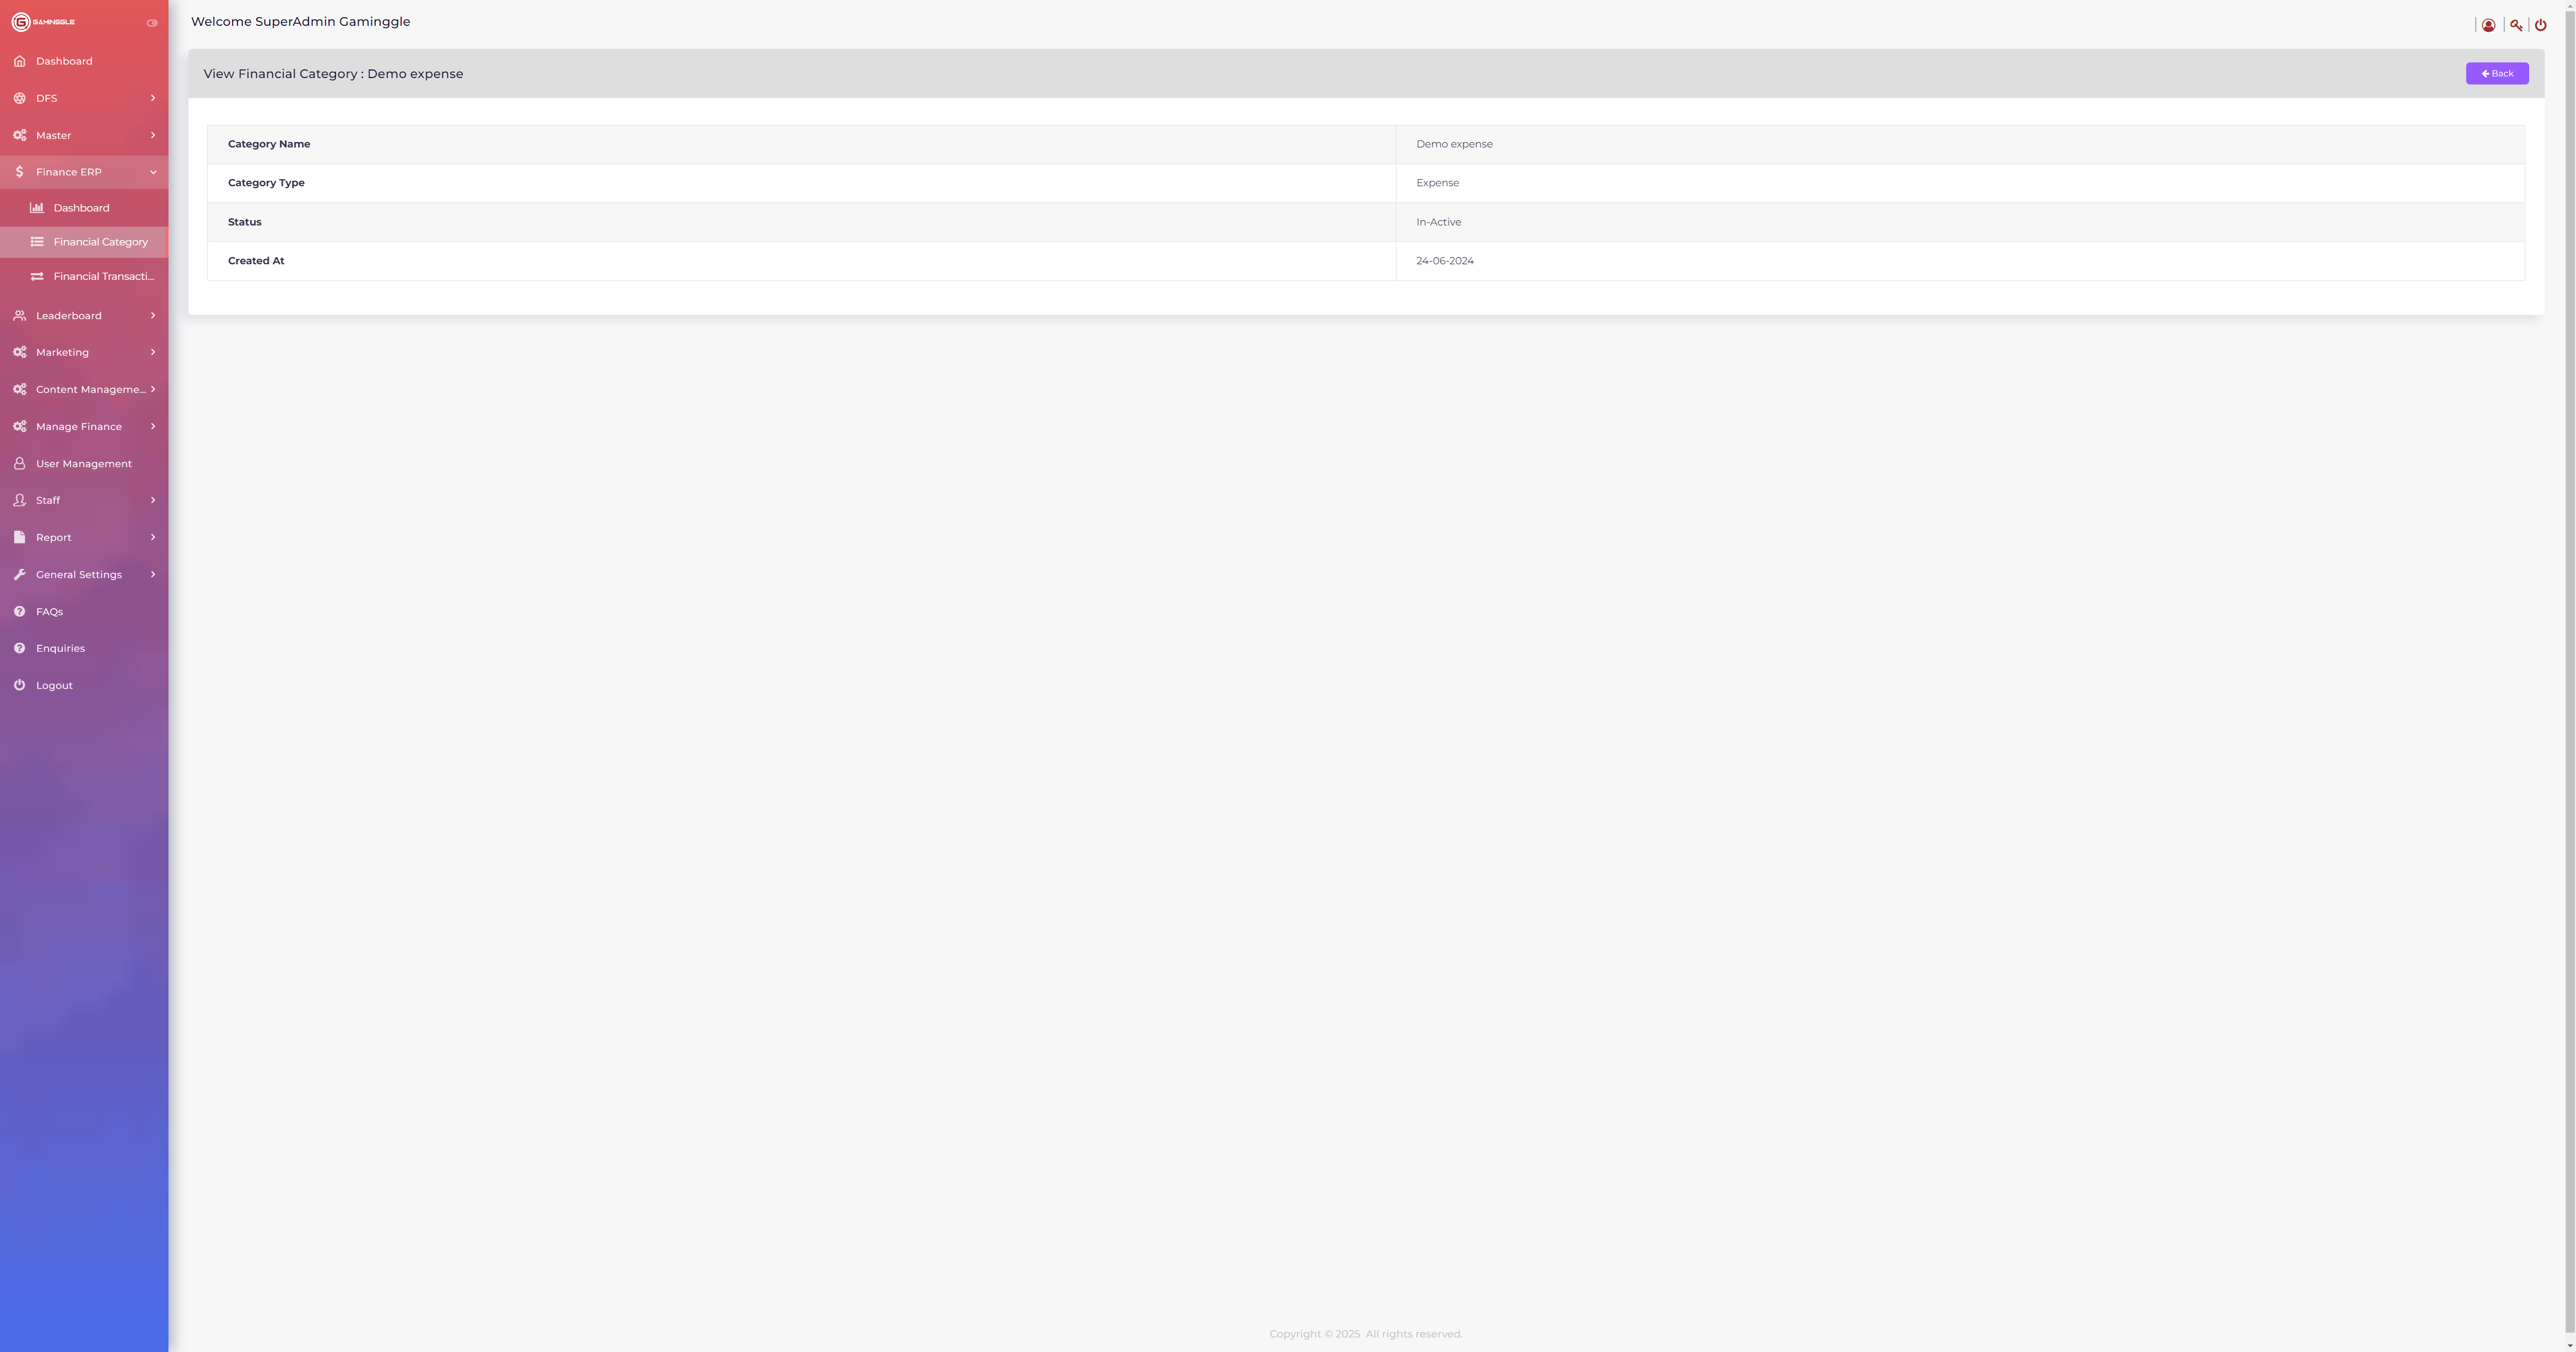 GAMINGGLE
Welcome SuperAdmin Gaminggle
Dashboard
DFS
Master
Finance ERP
Dashboard
Financial Category
Financial Transacti...
Leaderboard
Marketing
Content Manageme...
Manage Finance
User Management
Staff
Report
General Settings
FAQs
Enquiries
Logout
View Financial Category : Demo expense
Back
Category Name Demo expense
Category Type Expense
Status In-Active
Created At 24-06-2024
Copyright © 2025 All rights reserved.